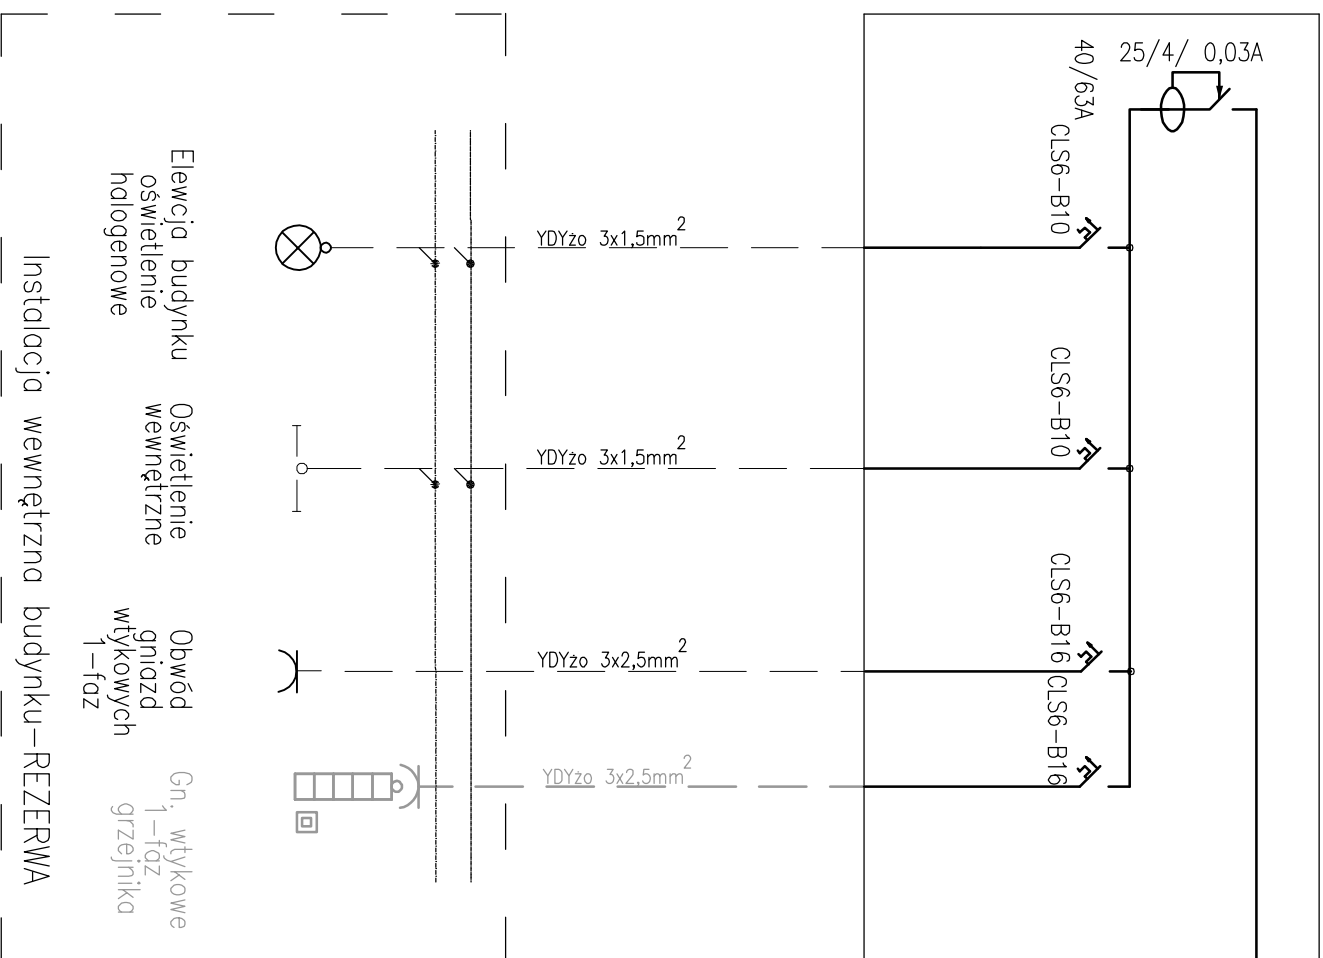 25/4/ 0,03A
40/63A
CLS6-B10
CLS6-B10
CLS6-B16
CLS6-B16
YDYżo 3x1,5mm²
YDYżo 3x1,5mm²
YDYżo 3x2,5mm²
YDYżo 3x2,5mm²
Elewcja budynku
oświetlenie
halogenowe
Oświetlenie
wewnętrzne
Obwód
gniazd
wtykowych
1-faz
Gn. wtykowe
1-faz
grzejnika
Instalacja wewnętrzna budynku-REZERWA